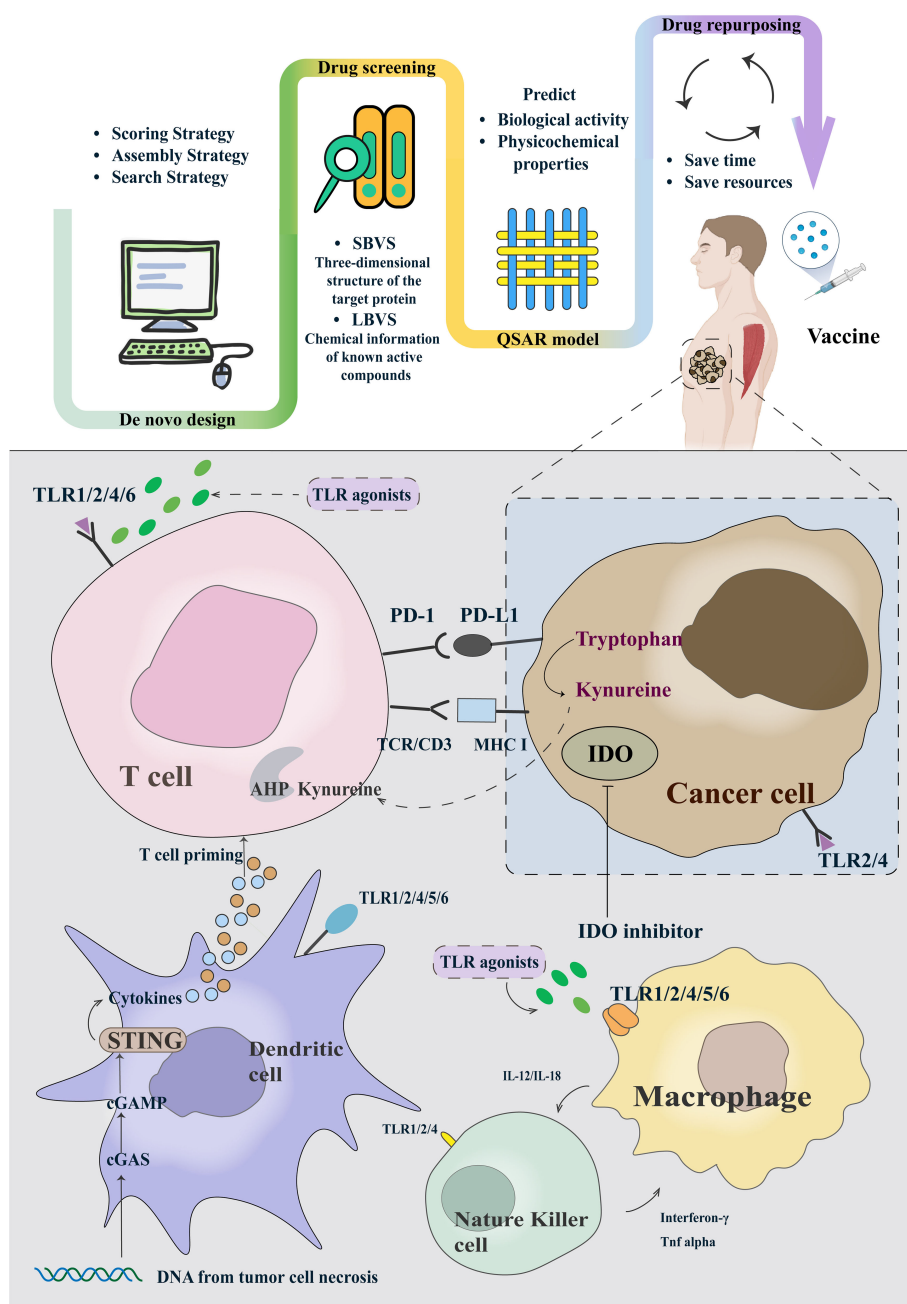 Drug repurposing
Drug screening
Predict
• Biological activity
• Physicochemical
properties
• Scoring Strategy
• Assembly Strategy
• Search Strategy
• Save time
• Save resources
• SBVS
Three-dimensional
structure of the
target protein
• LBVS
Chemical information
of known active
compounds
QSAR model
Vaccine
De novo design
TLR1/2/4/6
TLR agonists
PD-1
PD-L1
Tryptophan
Kynureine
TCR/CD3
MHC I
IDO
T cell
AHP Kynureine
Cancer cell
T cell priming
TLR2/4
TLR1/2/4/5/6
IDO inhibitor
TLR agonists
Cytokines
TLR1/2/4/5/6
STING
Dendritic
cell
IL-12/IL-18
Macrophage
cGAMP
TLR1/2/4
cGAS
Nature Killer
cell
Interferon-γ
Tnf alpha
DNA from tumor cell necrosis